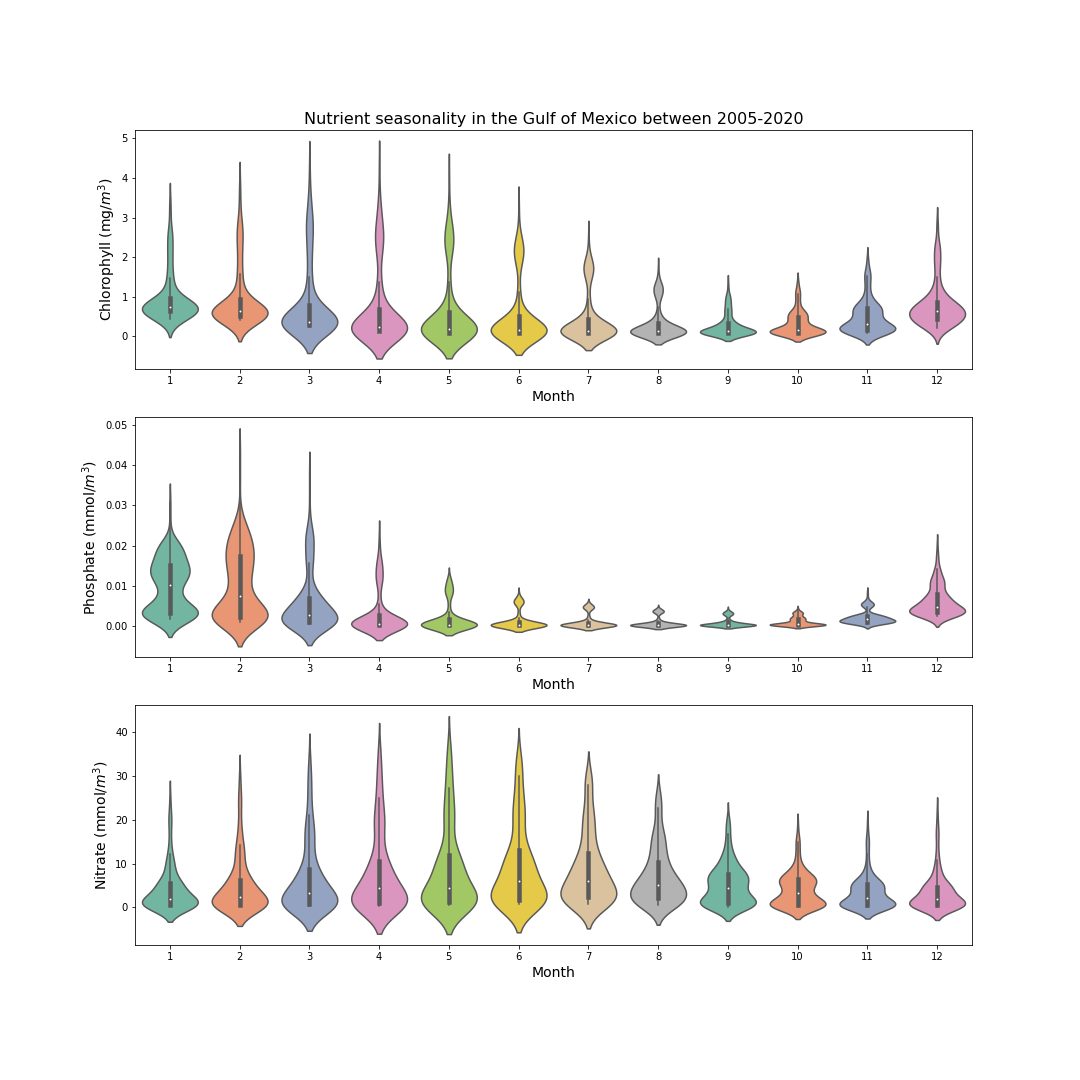 Nutrient seasonality in the Gulf of Mexico between 2005-2020
Chlorophyll (mg/m³)
5
4
3
2
1
0
1 2 3 4 5 6 7 8 9 10 11 12
Month
Phosphate (mmol/m³)
0.05
0.04
0.03
0.02
0.01
0.00
1 2 3 4 5 6 7 8 9 10 11 12
Month
Nitrate (mmol/m³)
40
30
20
10
0
1 2 3 4 5 6 7 8 9 10 11 12
Month